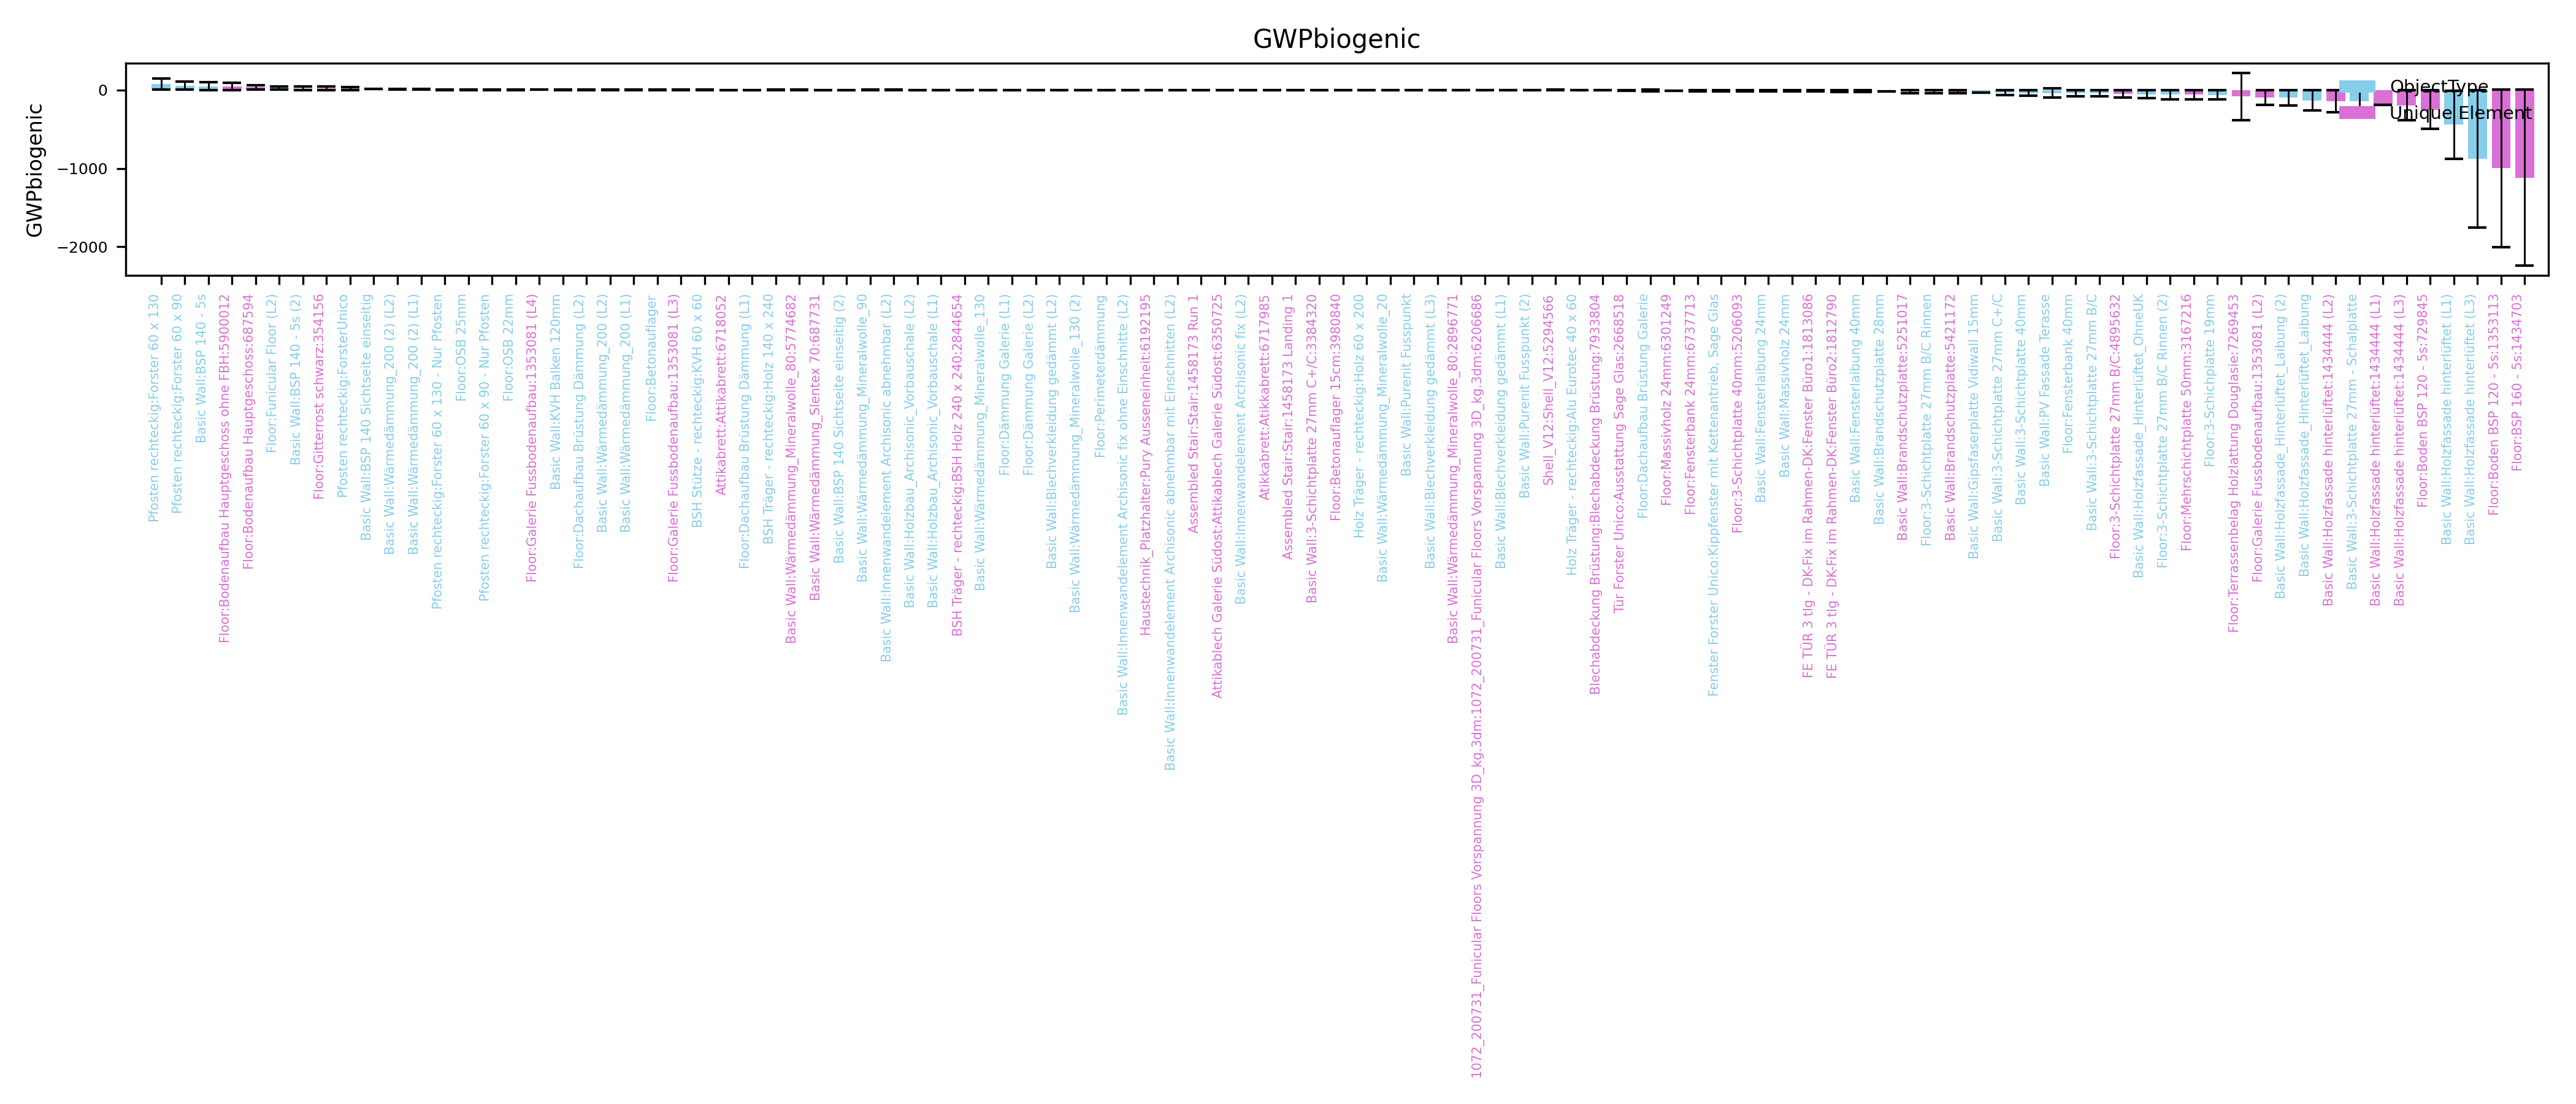 GWPbiogenic
GWPbiogenic
0
−1000
−2000
ObjectType
Unique Element
Pfosten rechteckig:Forster 60 x 130
Pfosten rechteckig:Forster 60 x 90
Basic Wall:BSP 140 - 5s
Floor:Bodenaufbau Hauptgeschoss ohne FBH:5900012
Floor:Bodenaufbau Hauptgeschoss:687594
Floor:Funicular Floor (L2)
Basic Wall:BSP 140 - 5s (2)
Floor:Gitterrost schwarz:354156
Pfosten rechteckig:ForsterUnico
Basic Wall:BSP 140 Sichtseite einseitig
Basic Wall:Wärmedämmung_200 (2) (L2)
Basic Wall:Wärmedämmung_200 (2) (L1)
Pfosten rechteckig:Forster 60 x 130 - Nur Pfosten
Floor:OSB 25mm
Pfosten rechteckig:Forster 60 x 90 - Nur Pfosten
Floor:OSB 22mm
Floor:Galerie Fussbodenaufbau:1353081 (L4)
Basic Wall:KVH Balken 120mm
Floor:Dachaufbau Brüstung Dämmung (L2)
Basic Wall:Wärmedämmung_200 (L2)
Basic Wall:Wärmedämmung_200 (L1)
Floor:Betonauflager
Floor:Galerie Fussbodenaufbau:1353081 (L3)
BSH Stütze - rechteckig:KVH 60 x 60
Attikabrett:Attikabrett:6718052
Floor:Dachaufbau Brüstung Dämmung (L1)
BSH Träger - rechteckig:Holz 140 x 240
Basic Wall:Wärmedämmung_Mineralwolle_80:5774682
Basic Wall:Wärmedämmung_Slentex 70:687731
Basic Wall:BSP 140 Sichtseite einseitig (2)
Basic Wall:Wärmedämmung_Mineralwolle_90
Basic Wall:Innenwandelement Archisonic abnehmbar (L2)
Basic Wall:Holzbau_Archisonic_Vorbauschale (L2)
Basic Wall:Holzbau_Archisonic_Vorbauschale (L1)
BSH Träger - rechteckig:BSH Holz 240 x 240:2844654
Basic Wall:Wärmedämmung_Mineralwolle_130
Floor:Dämmung Galerie (L1)
Floor:Dämmung Galerie (L2)
Basic Wall:Blechverkleidung gedämmt (L2)
Basic Wall:Wärmedämmung_Mineralwolle_130 (2)
Floor:Perimeterdämmung
Basic Wall:Innenwandelement Archisonic fix ohne Einschnitte (L2)
Haustechnik_Platzhalter:Pury Ausseneinheit:6192195
Basic Wall:Innenwandelement Archisonic abnehmbar mit Einschnitten (L2)
Assembled Stair:Stair:1458173 Run 1
Attikablech Galerie Südost:Attikablech Galerie Südost:6350725
Basic Wall:Innenwandelement Archisonic fix (L2)
Atikkabrett:Atikkabrett:6717985
Assembled Stair:Stair:1458173 Landing 1
Basic Wall:3-Schichtplatte 27mm C+/C:3384320
Floor:Betonauflager 15cm:3980840
Holz Träger - rechteckig:Holz 60 x 200
Basic Wall:Wärmedämmung_Mineralwolle_20
Basic Wall:Purenit Fusspunkt
Basic Wall:Blechverkleidung gedämmt (L3)
Basic Wall:Wärmedämmung_Mineralwolle_80:2896771
1072_200731_Funicular Floors Vorspannung 3D_kg.3dm:1072_200731_Funicular Floors Vorspannung 3D_kg.3dm:6206686
Basic Wall:Blechverkleidung gedämmt (L1)
Basic Wall:Purenit Fusspunkt (2)
Shell_V12:Shell_V12:5294566
Holz Träger - rechteckig:Alu Eurotec 40 x 60
Blechabdeckung Brüstung:Blechabdeckung Brüstung:7933804
Tür Forster Unico:Ausstattung Sage Glas:2668518
Floor:Dachaufbau Brüstung Galerie
Floor:Massivholz 24mm:6301249
Floor:Fensterbank 24mm:6737713
Fenster Forster Unico:Kippfenster mit Kettenantrieb, Sage Glas
Floor:3-Schichtplatte 40mm:5206093
Basic Wall:Fensterlaibung 24mm
Basic Wall:Massivholz 24mm
FE TÜR 3 tlg - DK-Fix im Rahmen-DK:Fenster Büro1:1813086
FE TÜR 3 tlg - DK-Fix im Rahmen-DK:Fenster Büro2:1812790
Basic Wall:Fensterlaibung 40mm
Basic Wall:Brandschutzplatte 28mm
Basic Wall:Brandschutzplatte:5251017
Floor:3-Schichtplatte 27mm B/C Rinnen
Basic Wall:Brandschutzplatte:5421172
Basic Wall:Gipsfaserplatte Vidiwall 15mm
Basic Wall:3-Schichtplatte 27mm C+/C
Basic Wall:3-Schichtplatte 40mm
Basic Wall:PV Fassade Terasse
Floor:Fensterbank 40mm
Basic Wall:3-Schichtplatte 27mm B/C
Floor:3-Schichtplatte 27mm B/C:4895632
Basic Wall:Holzfassade_Hinterlüftet_OhneUK
Floor:3-Schichtplatte 27mm B/C Rinnen (2)
Floor:Mehrschichtplatte 50mm:3167216
Floor:3-Schichplatte 19mm
Floor:Terrassenbelag Holzlattung Douglasie:7269453
Floor:Galerie Fussbodenaufbau:1353081 (L2)
Basic Wall:Holzfassade_Hinterlüftet_Laibung (2)
Basic Wall:Holzfassade_Hinterlüftet_Laibung
Basic Wall:Holzfassade hinterlüftet:1434444 (L2)
Basic Wall:3-Schichtplatte 27mm - Schalplatte
Basic Wall:Holzfassade hinterlüftet:1434444 (L1)
Basic Wall:Holzfassade hinterlüftet:1434444 (L3)
Floor:Boden BSP 120 - 5s:729845
Basic Wall:Holzfassade hinterlüftet (L1)
Basic Wall:Holzfassade hinterlüftet (L3)
Floor:Boden BSP 120 - 5s:1353113
Floor:BSP 160 - 5s:1434703